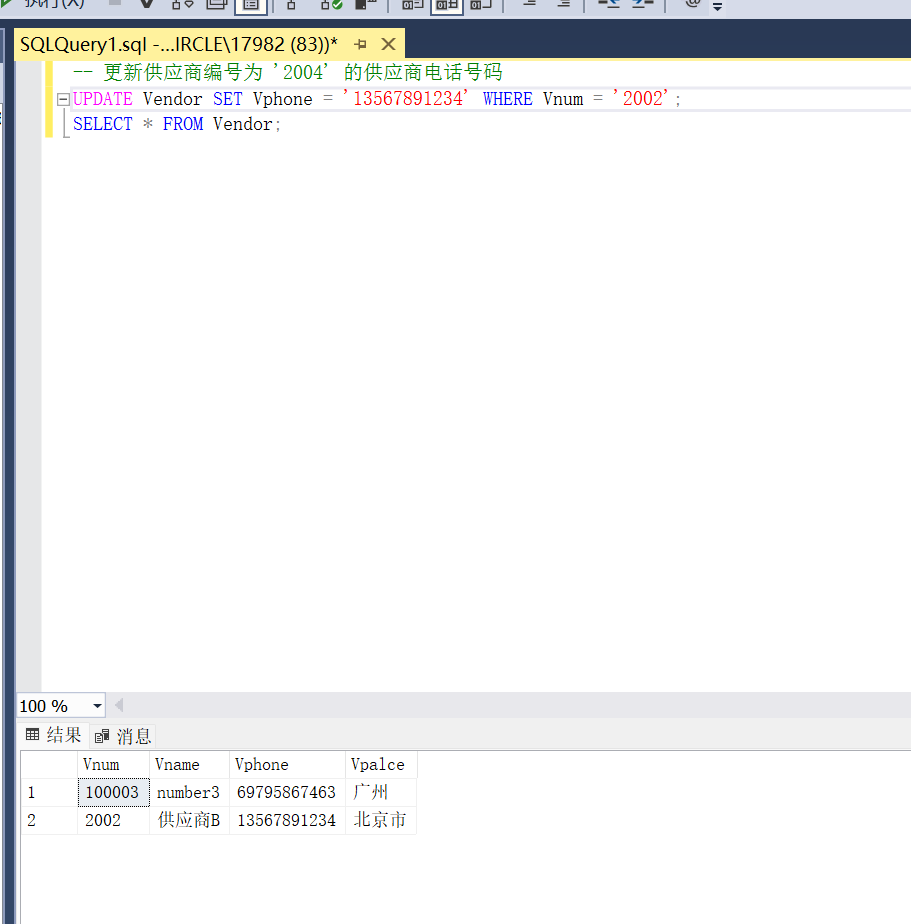 执行(X)
SQLQuery1.sql -...IRCLE\17982 (83))*
-- 更新供应商编号为 '2004' 的供应商电话号码
UPDATE Vendor SET Vphone = '13567891234' WHERE Vnum = '2002';
SELECT * FROM Vendor;
100 %
结果 消息
Vnum Vname Vphone Vpalce
1 100003 number3 69795867463 广州
2 2002 供应商B 13567891234 北京市